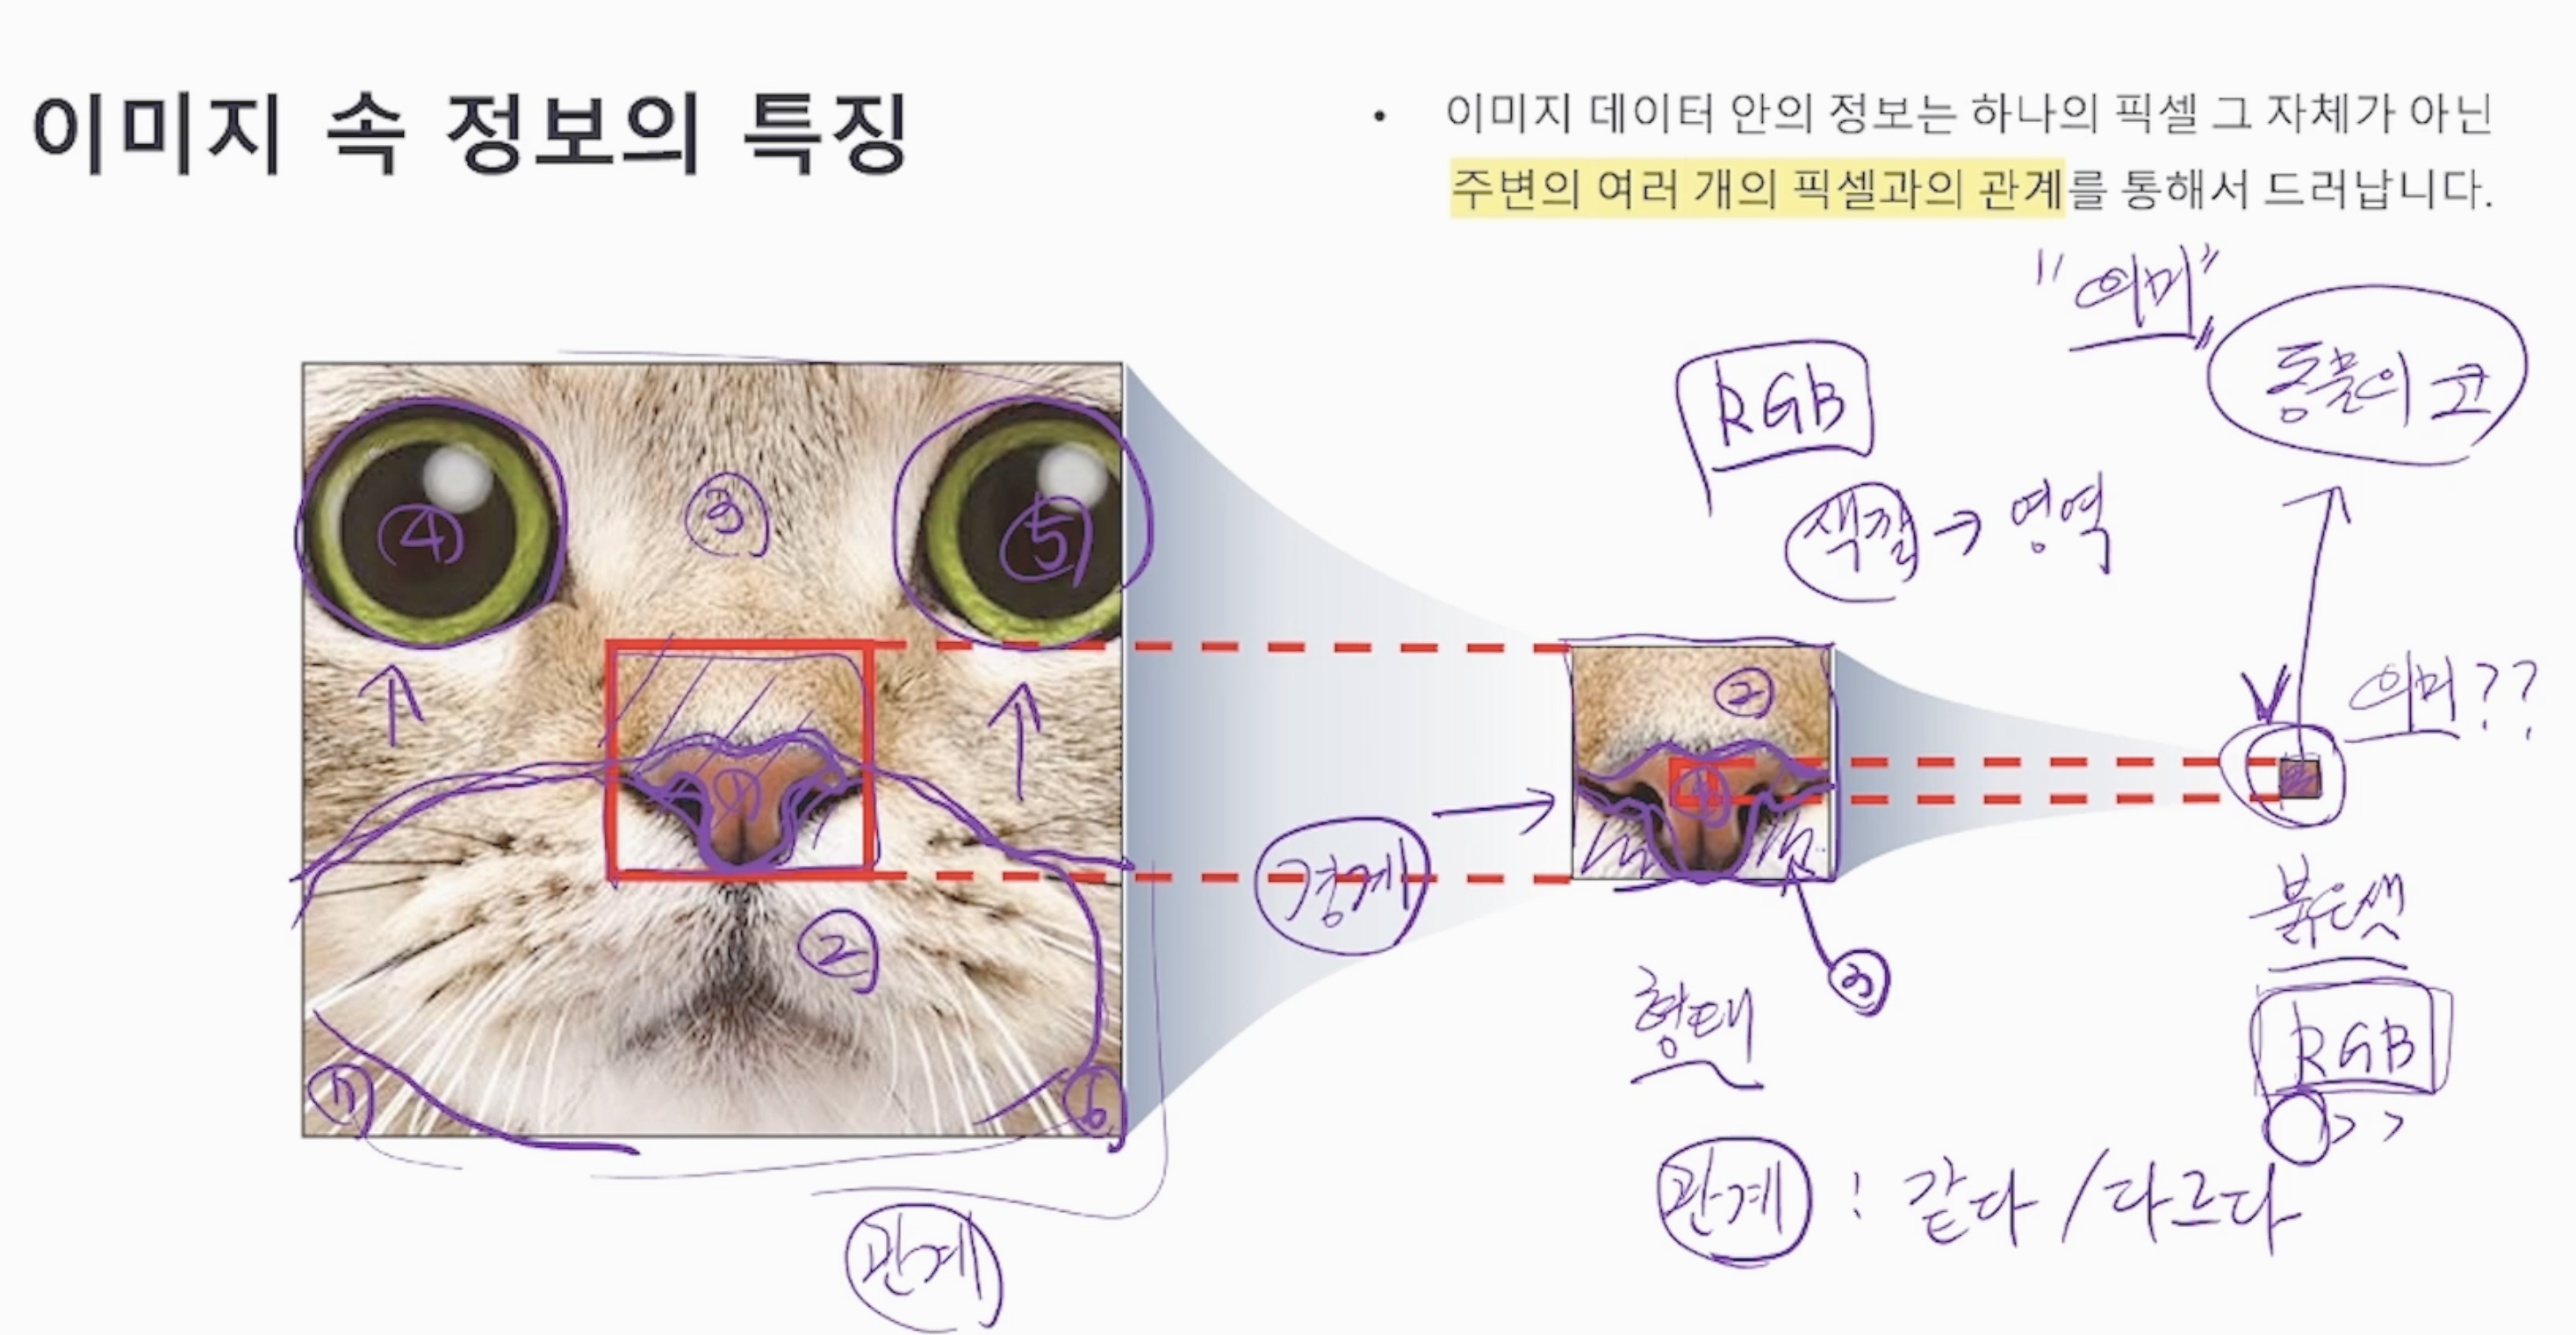 이미지 속 정보의 특징
• 이미지 데이터 안의 정보는 하나의 픽셀 그 자체가 아닌
주변의 여러 개의 픽셀과의 관계를 통해서 드러납니다.
"의미"
동물의 코
RGB
색깔 → 영역
④ ③ ⑤
②
의미??
① ①
경계
②
③
붉은색
형태
RGB
>>
⑦ ⑥
관계 : 같다 / 다르다
관계